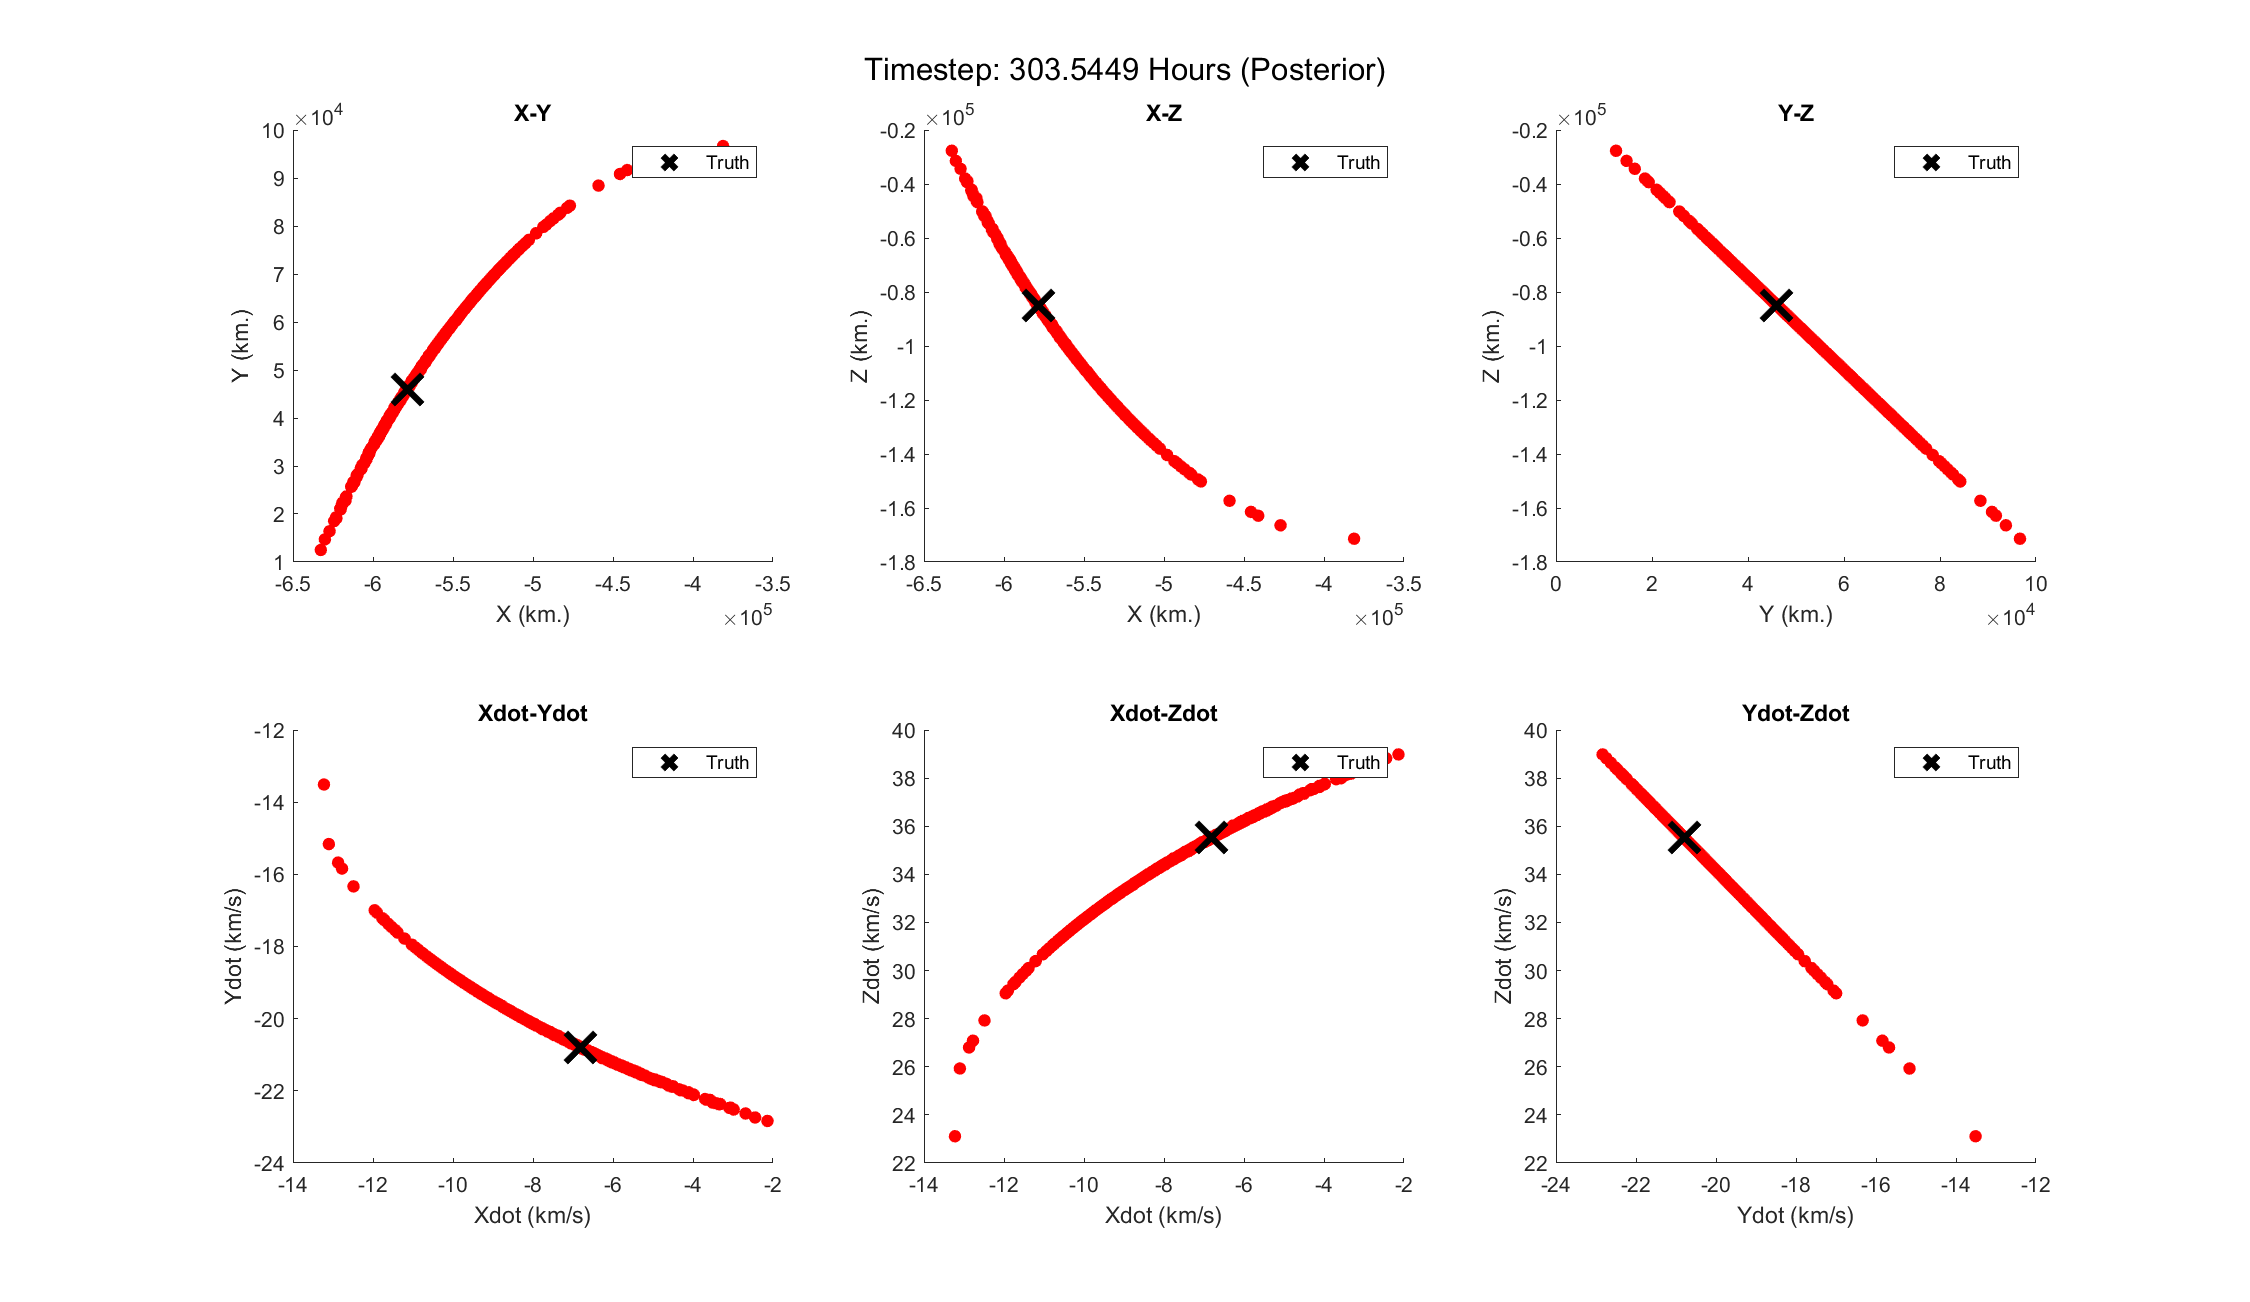 Timestep: 303.5449 Hours (Posterior)
X-Y
×10^4
10
9
8
7
6
5
4
3
2
1
Y (km.)
-6.5 -6 -5.5 -5 -4.5 -4 -3.5
X (km.)
×10^5
Truth
X-Z
×10^5
-0.2
-0.4
-0.6
-0.8
-1
-1.2
-1.4
-1.6
-1.8
Z (km.)
-6.5 -6 -5.5 -5 -4.5 -4 -3.5
X (km.)
×10^5
Truth
Y-Z
×10^5
-0.2
-0.4
-0.6
-0.8
-1
-1.2
-1.4
-1.6
-1.8
Z (km.)
0 2 4 6 8 10
Y (km.)
×10^4
Truth
Xdot-Ydot
-12
-14
-16
-18
-20
-22
-24
Ydot (km/s)
-14 -12 -10 -8 -6 -4 -2
Xdot (km/s)
Truth
Xdot-Zdot
40
38
36
34
32
30
28
26
24
22
Zdot (km/s)
-14 -12 -10 -8 -6 -4 -2
Xdot (km/s)
Truth
Ydot-Zdot
40
38
36
34
32
30
28
26
24
22
Zdot (km/s)
-24 -22 -20 -18 -16 -14 -12
Ydot (km/s)
Truth